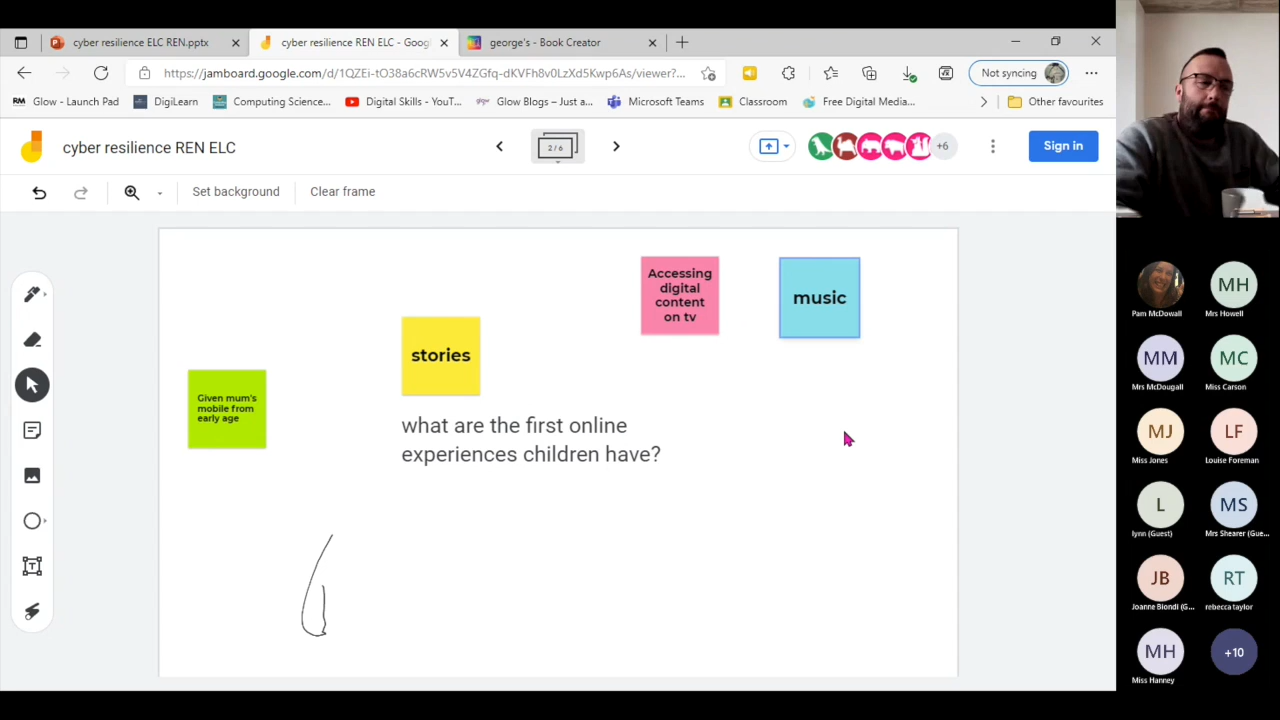 cyber resilience ELC REN.pptx
cyber resilience REN ELC - Goog
george's - Book Creator
https://jamboard.google.com/d/1QZEi-tO38a6cRW5v5V4ZGfq-dKVFh8v0LzXd5Kwp6As/viewer?...
Not syncing
RM Glow - Launch Pad
DigiLearn
Computing Science...
Digital Skills - YouT...
Glow Blogs – Just a...
Microsoft Teams
Classroom
Free Digital Media...
Other favourites
cyber resilience REN ELC
2 / 6
+6
Sign in
Set background
Clear frame
Accessing
digital
content
on tv
music
stories
Given mum's
mobile from
early age
what are the first online
experiences children have?
Pam McDowall
MH
Mrs Howell
MM
Mrs McDougall
MC
Miss Carson
MJ
Miss Jones
LF
Louise Foreman
L
lynn (Guest)
MS
Mrs Shearer (Gue...
JB
Joanne Biondi (G...
RT
rebecca taylor
MH
Miss Hanney
+10